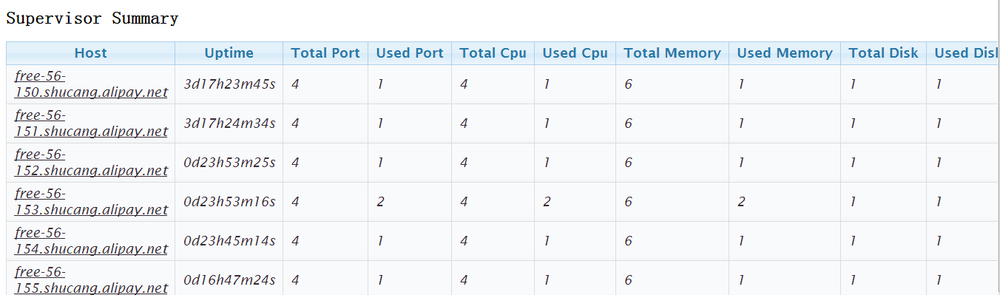 Supervisor Summary
Host Uptime Total Port Used Port Total Cpu Used Cpu Total Memory Used Memory Total Disk Used Disk
free-56-
150.shucang.alipay.net 3d17h23m45s 4 1 4 1 6 1 1 1
free-56-
151.shucang.alipay.net 3d17h24m34s 4 1 4 1 6 1 1 1
free-56-
152.shucang.alipay.net 0d23h53m25s 4 1 4 1 6 1 1 1
free-56-
153.shucang.alipay.net 0d23h53m16s 4 2 4 2 6 2 1 1
free-56-
154.shucang.alipay.net 0d23h45m14s 4 1 4 1 6 1 1 1
free-56-
155.shucang.alipay.net 0d16h47m24s 4 1 4 1 6 1 1 1